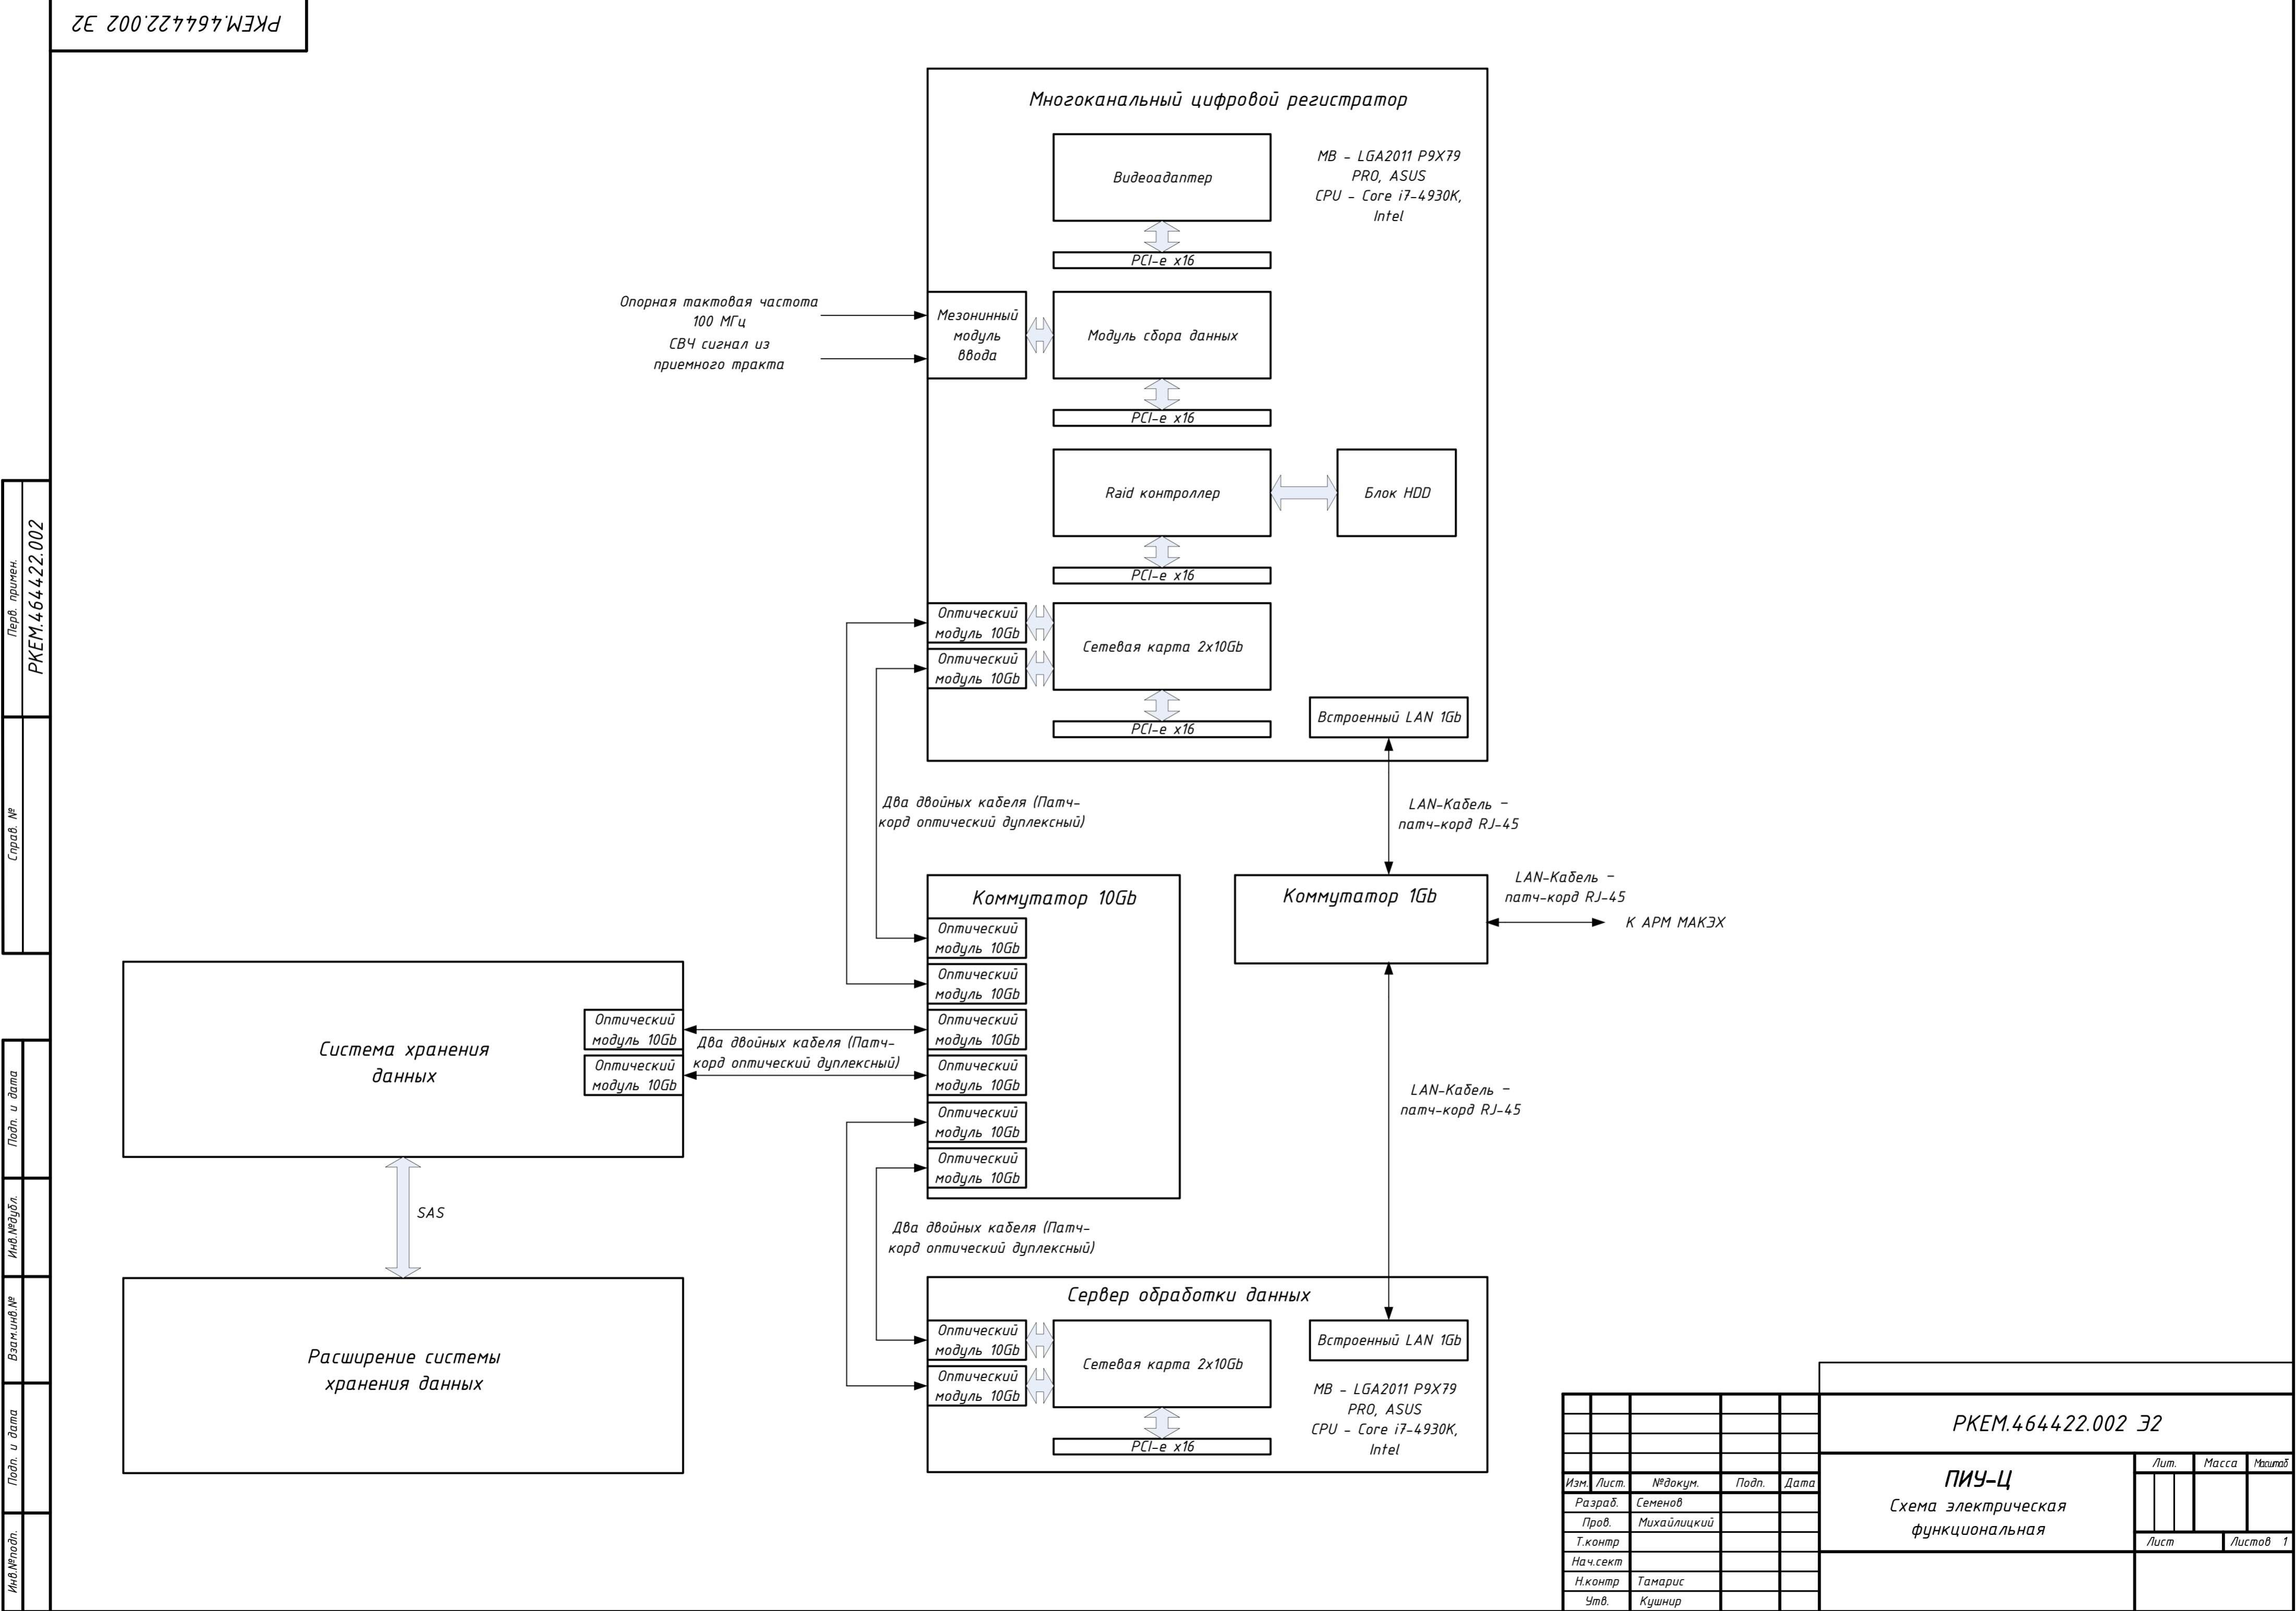 РКЕМ.464422.002 Э2
Многоканальный цифровой регистратор
Видеоадаптер
MB - LGA2011 P9X79
PRO, ASUS
CPU - Core i7-4930K,
Intel
PCI-e x16
Опорная тактовая частота
100 МГц
СВЧ сигнал из
приемного тракта
Мезонинный
модуль
ввода
Модуль сбора данных
PCI-e x16
Raid контроллер
Блок HDD
PCI-e x16
Оптический
модуль 10Gb
Оптический
модуль 10Gb
Сетевая карта 2x10Gb
PCI-e x16
Встроенный LAN 1Gb
Два двойных кабеля (Патч-
корд оптический дуплексный)
LAN-Кабель –
патч-корд RJ-45
Коммутатор 10Gb
Оптический
модуль 10Gb
Оптический
модуль 10Gb
Оптический
модуль 10Gb
Оптический
модуль 10Gb
Оптический
модуль 10Gb
Оптический
модуль 10Gb
Коммутатор 1Gb
LAN-Кабель –
патч-корд RJ-45
К АРМ МАКЭХ
Система хранения
данных
Оптический
модуль 10Gb
Оптический
модуль 10Gb
Два двойных кабеля (Патч-
корд оптический дуплексный)
LAN-Кабель –
патч-корд RJ-45
SAS
Два двойных кабеля (Патч-
корд оптический дуплексный)
Расширение системы
хранения данных
Сервер обработки данных
Оптический
модуль 10Gb
Оптический
модуль 10Gb
Сетевая карта 2x10Gb
PCI-e x16
Встроенный LAN 1Gb
MB - LGA2011 P9X79
PRO, ASUS
CPU - Core i7-4930K,
Intel
Перв. примен.
РКЕМ.464422.002
Справ. №
Подп. и дата
Инв.№дубл.
Взам.инв.№
Подп. и дата
Инв.№подп.
РКЕМ.464422.002 Э2
Изм. Лист. №докум. Подп. Дата
Разраб. Семенов
Пров. Михайлицкий
Т.контр
Нач.сект
Н.контр Тамарис
Утв. Кушнир
ПИУ-Ц
Схема электрическая
функциональная
Лит. Масса Масштаб
Лист Листов 1